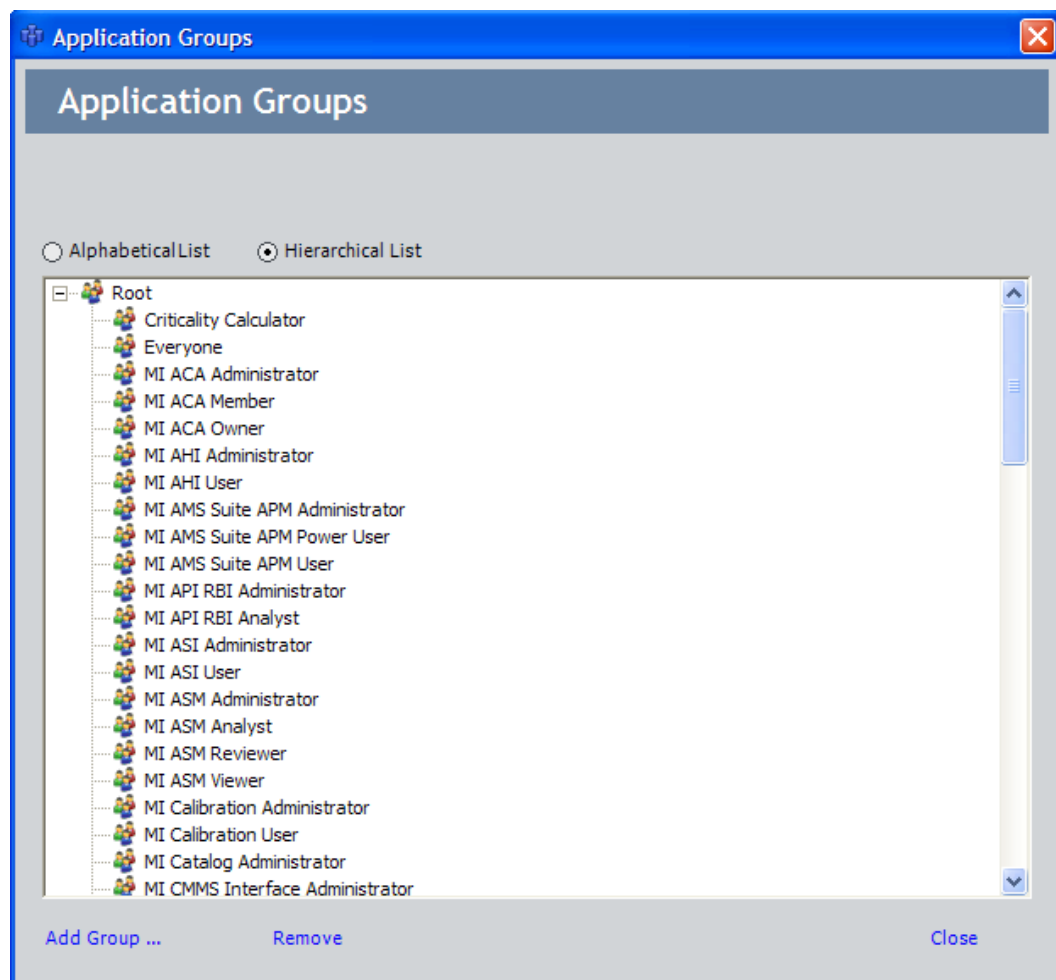 Application Groups
Application Groups
AlphabeticalList Hierarchical List
Root
Criticality Calculator
Everyone
MI ACA Administrator
MI ACA Member
MI ACA Owner
MI AHI Administrator
MI AHI User
MI AMS Suite APM Administrator
MI AMS Suite APM Power User
MI AMS Suite APM User
MI API RBI Administrator
MI API RBI Analyst
MI ASI Administrator
MI ASI User
MI ASM Administrator
MI ASM Analyst
MI ASM Reviewer
MI ASM Viewer
MI Calibration Administrator
MI Calibration User
MI Catalog Administrator
MI CMMS Interface Administrator
Add Group ... Remove Close